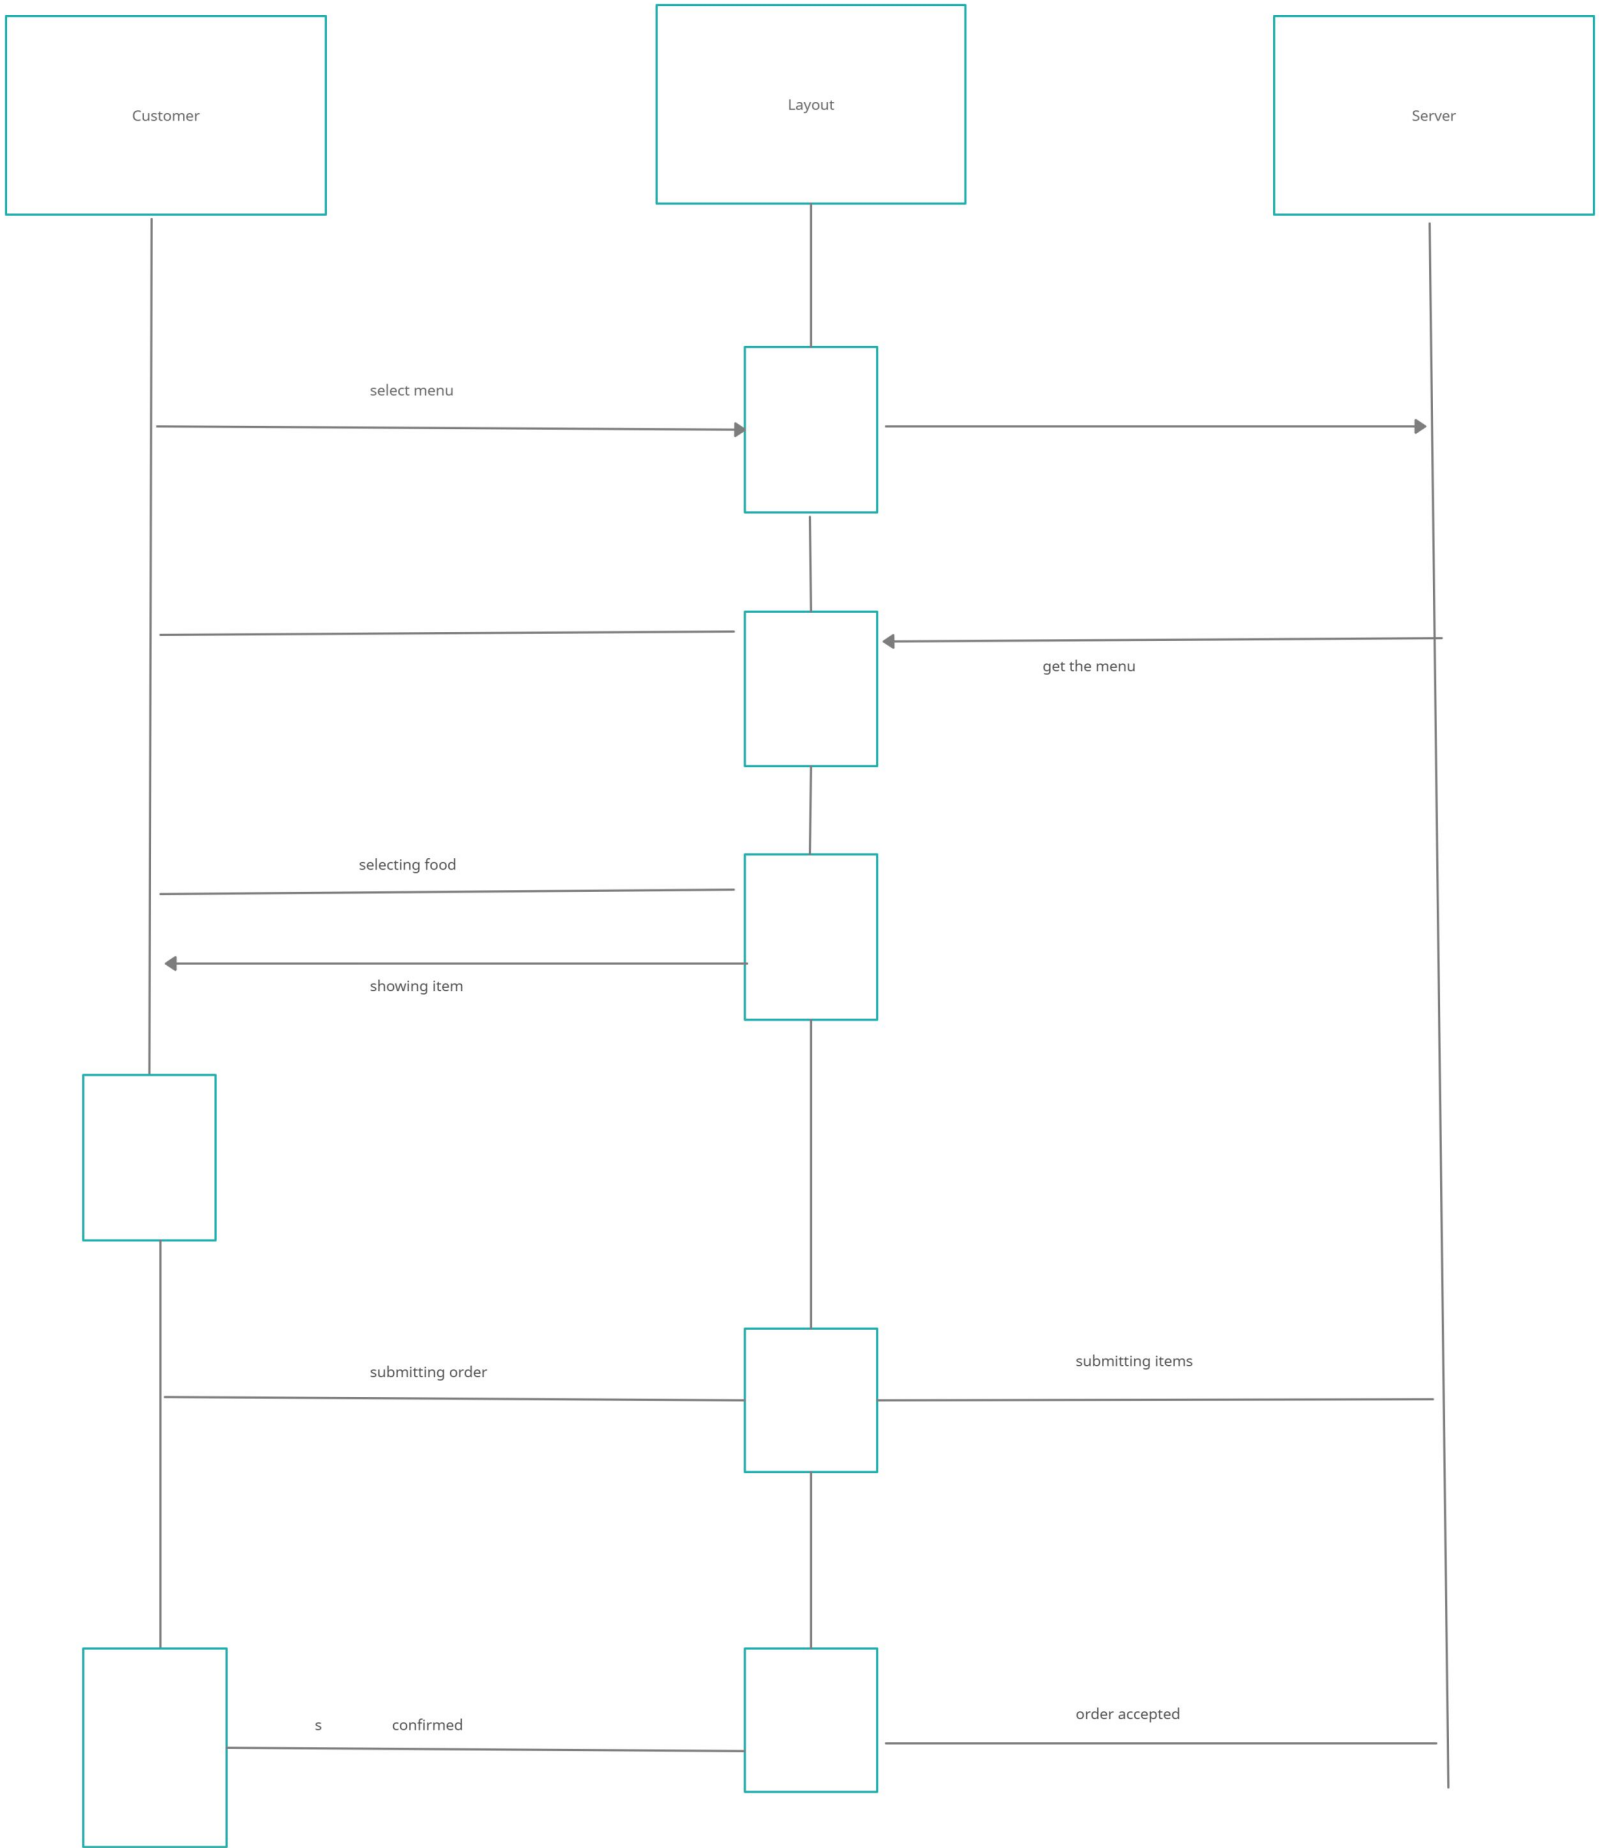 Customer
Layout
Server
select menu
get the menu
selecting food
showing item
submitting order
submitting items
s confirmed
order accepted